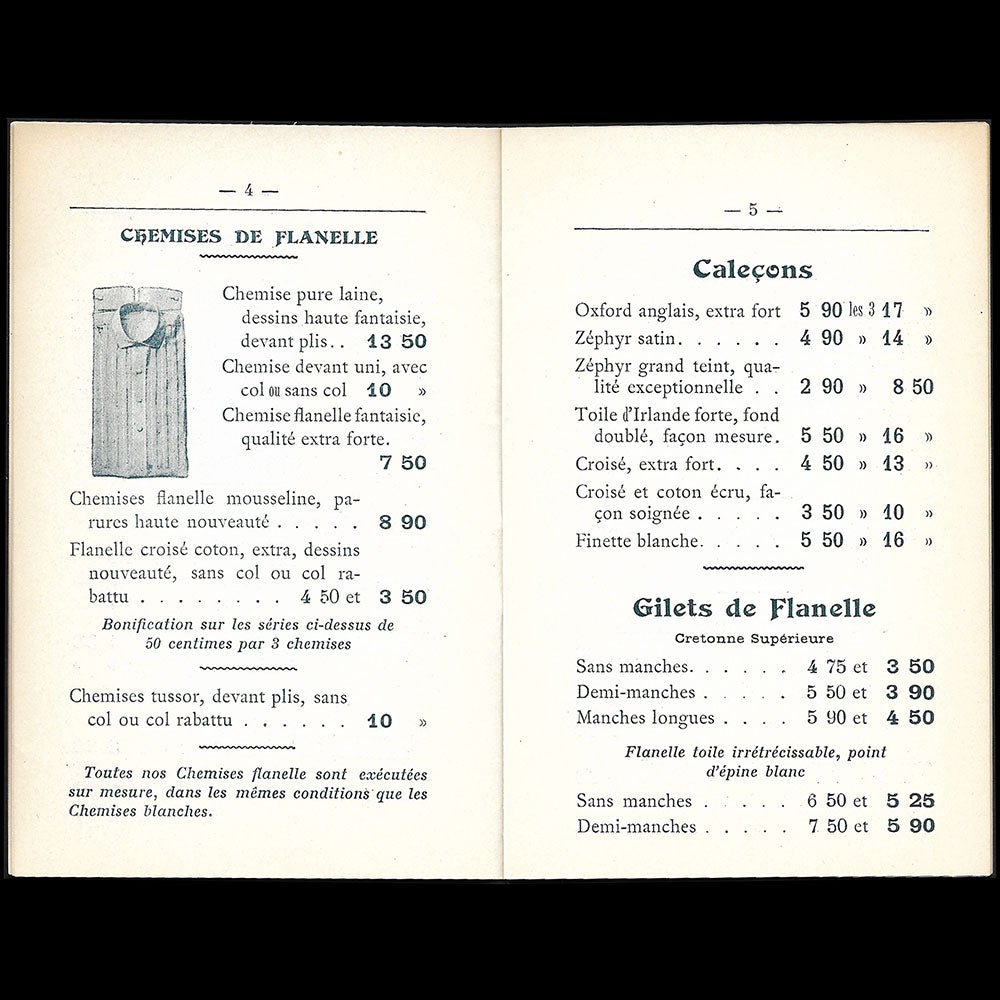 — 4 —
CHEMISES DE FLANELLE
Chemise pure laine,
dessins haute fantaisie,
devant plis. . 13 50
Chemise devant uni, avec
col ou sans col 10 »
Chemise flanelle fantaisie,
qualité extra forte.
7 50
Chemises flanelle mousseline, pa-
rures haute nouveauté . . . . . 8 90
Flanelle croisé coton, extra, dessins
nouveauté, sans col ou col ra-
battu . . . . . . . . 4 50 et 3 50
Bonification sur les séries ci-dessus de
50 centimes par 3 chemises
Chemises tussor, devant plis, sans
col ou col rabattu . . . . . . 10 »
Toutes nos Chemises flanelle sont exécutées
sur mesure, dans les mêmes conditions que les
Chemises blanches.
— 5 —
Caleçons
Oxford anglais, extra fort 5 90 les 3 17 »
Zéphyr satin. . . . . . 4 90 » 14 »
Zéphyr grand teint, qua-
lité exceptionnelle . . 2 90 » 8 50
Toile d'Irlande forte, fond
doublé, façon mesure. 5 50 » 16 »
Croisé, extra fort. . . . 4 50 » 13 »
Croisé et coton écru, fa-
çon soignée . . . . . 3 50 » 10 »
Finette blanche. . . . . 5 50 » 16 »
Gilets de Flanelle
Cretonne Supérieure
Sans manches. . . . . . 4 75 et 3 50
Demi-manches . . . . . 5 50 et 3 90
Manches longues . . . . 5 90 et 4 50
Flanelle toile irrétrécissable, point
d'épine blanc
Sans manches . . . . . 6 50 et 5 25
Demi-manches . . . . . 7 50 et 5 90